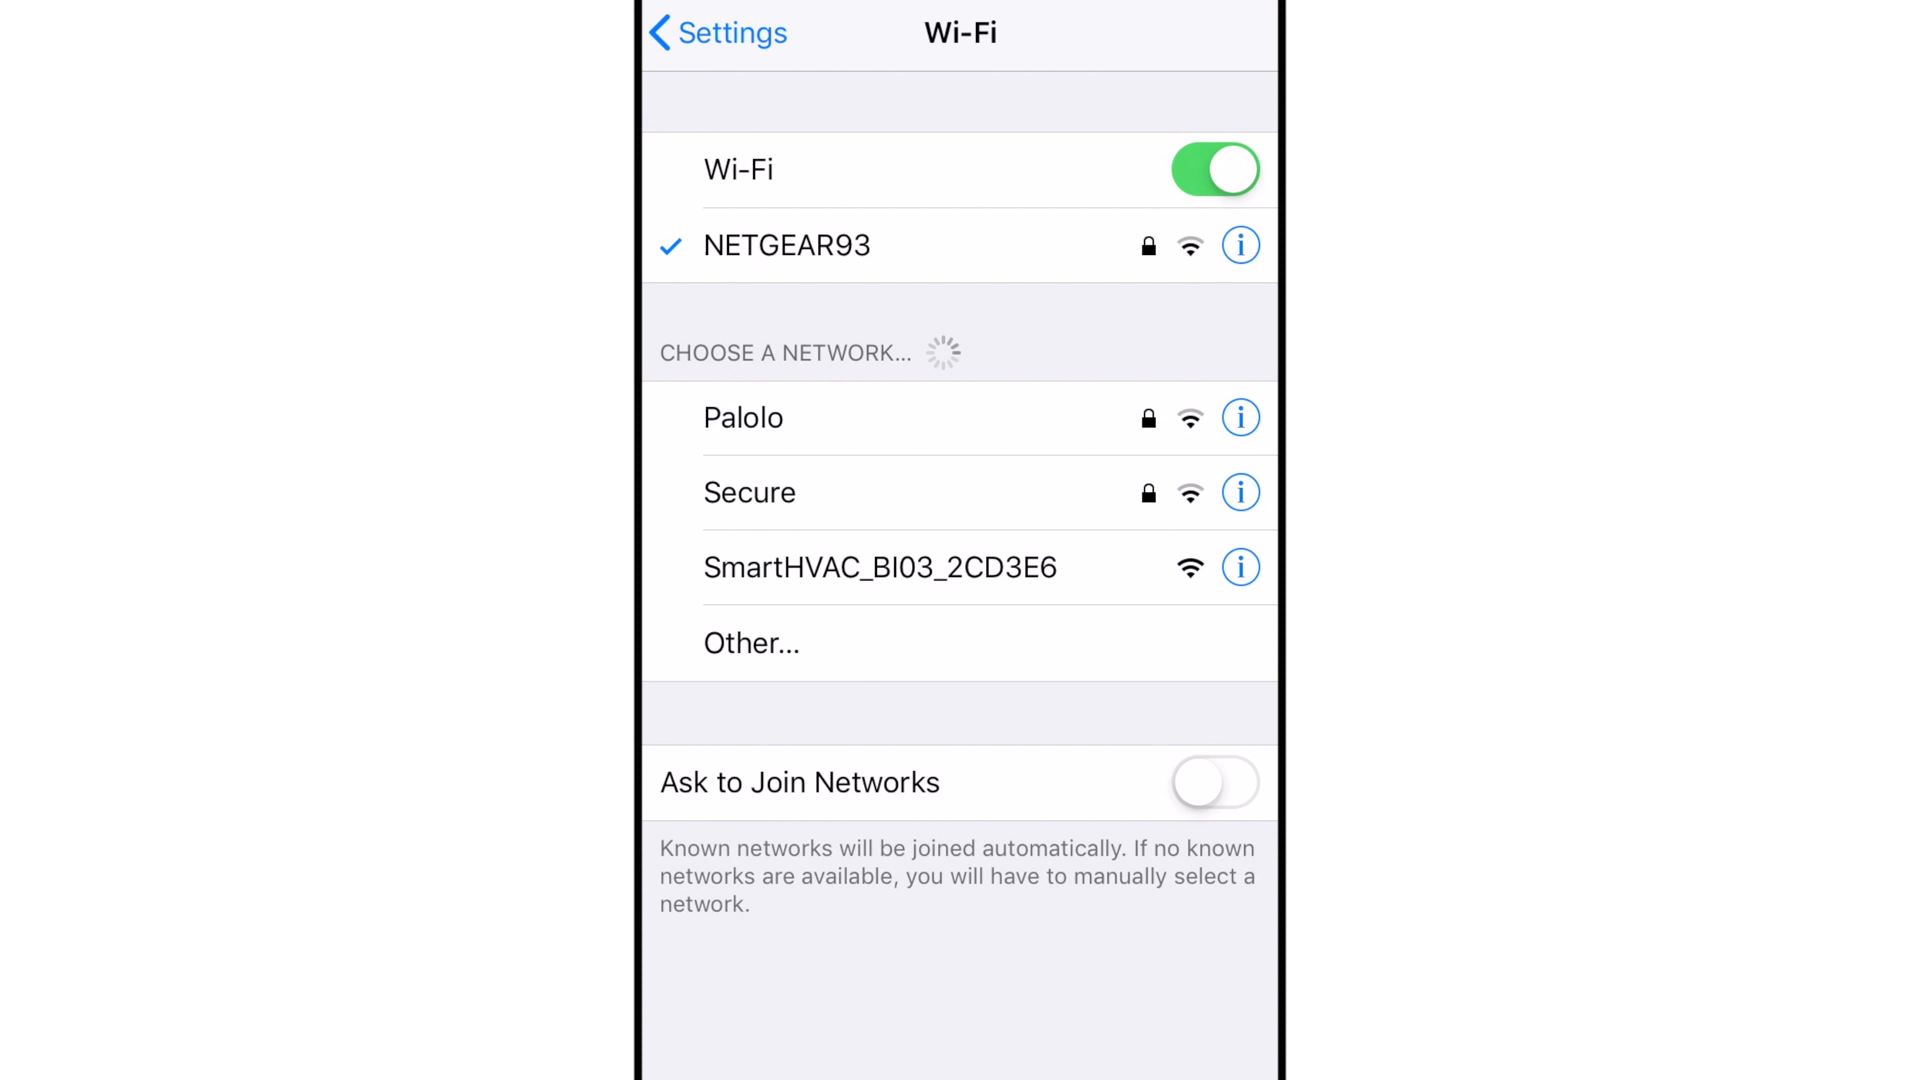 Settings
Wi-Fi
Wi-Fi
NETGEAR93
CHOOSE A NETWORK...
Palolo
Secure
SmartHVAC_BI03_2CD3E6
Other...
Ask to Join Networks
Known networks will be joined automatically. If no known
networks are available, you will have to manually select a
network.